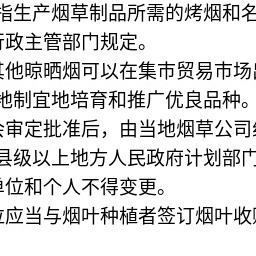 指生产烟草制品所需的烤烟和名
行政主管部门规定。
其他晾晒烟可以在集市贸易市场出
地制宜地培育和推广优良品种。
会审定批准后，由当地烟草公司组
县级以上地方人民政府计划部门
单位和个人不得变更。
位应当与烟叶种植者签订烟叶收购